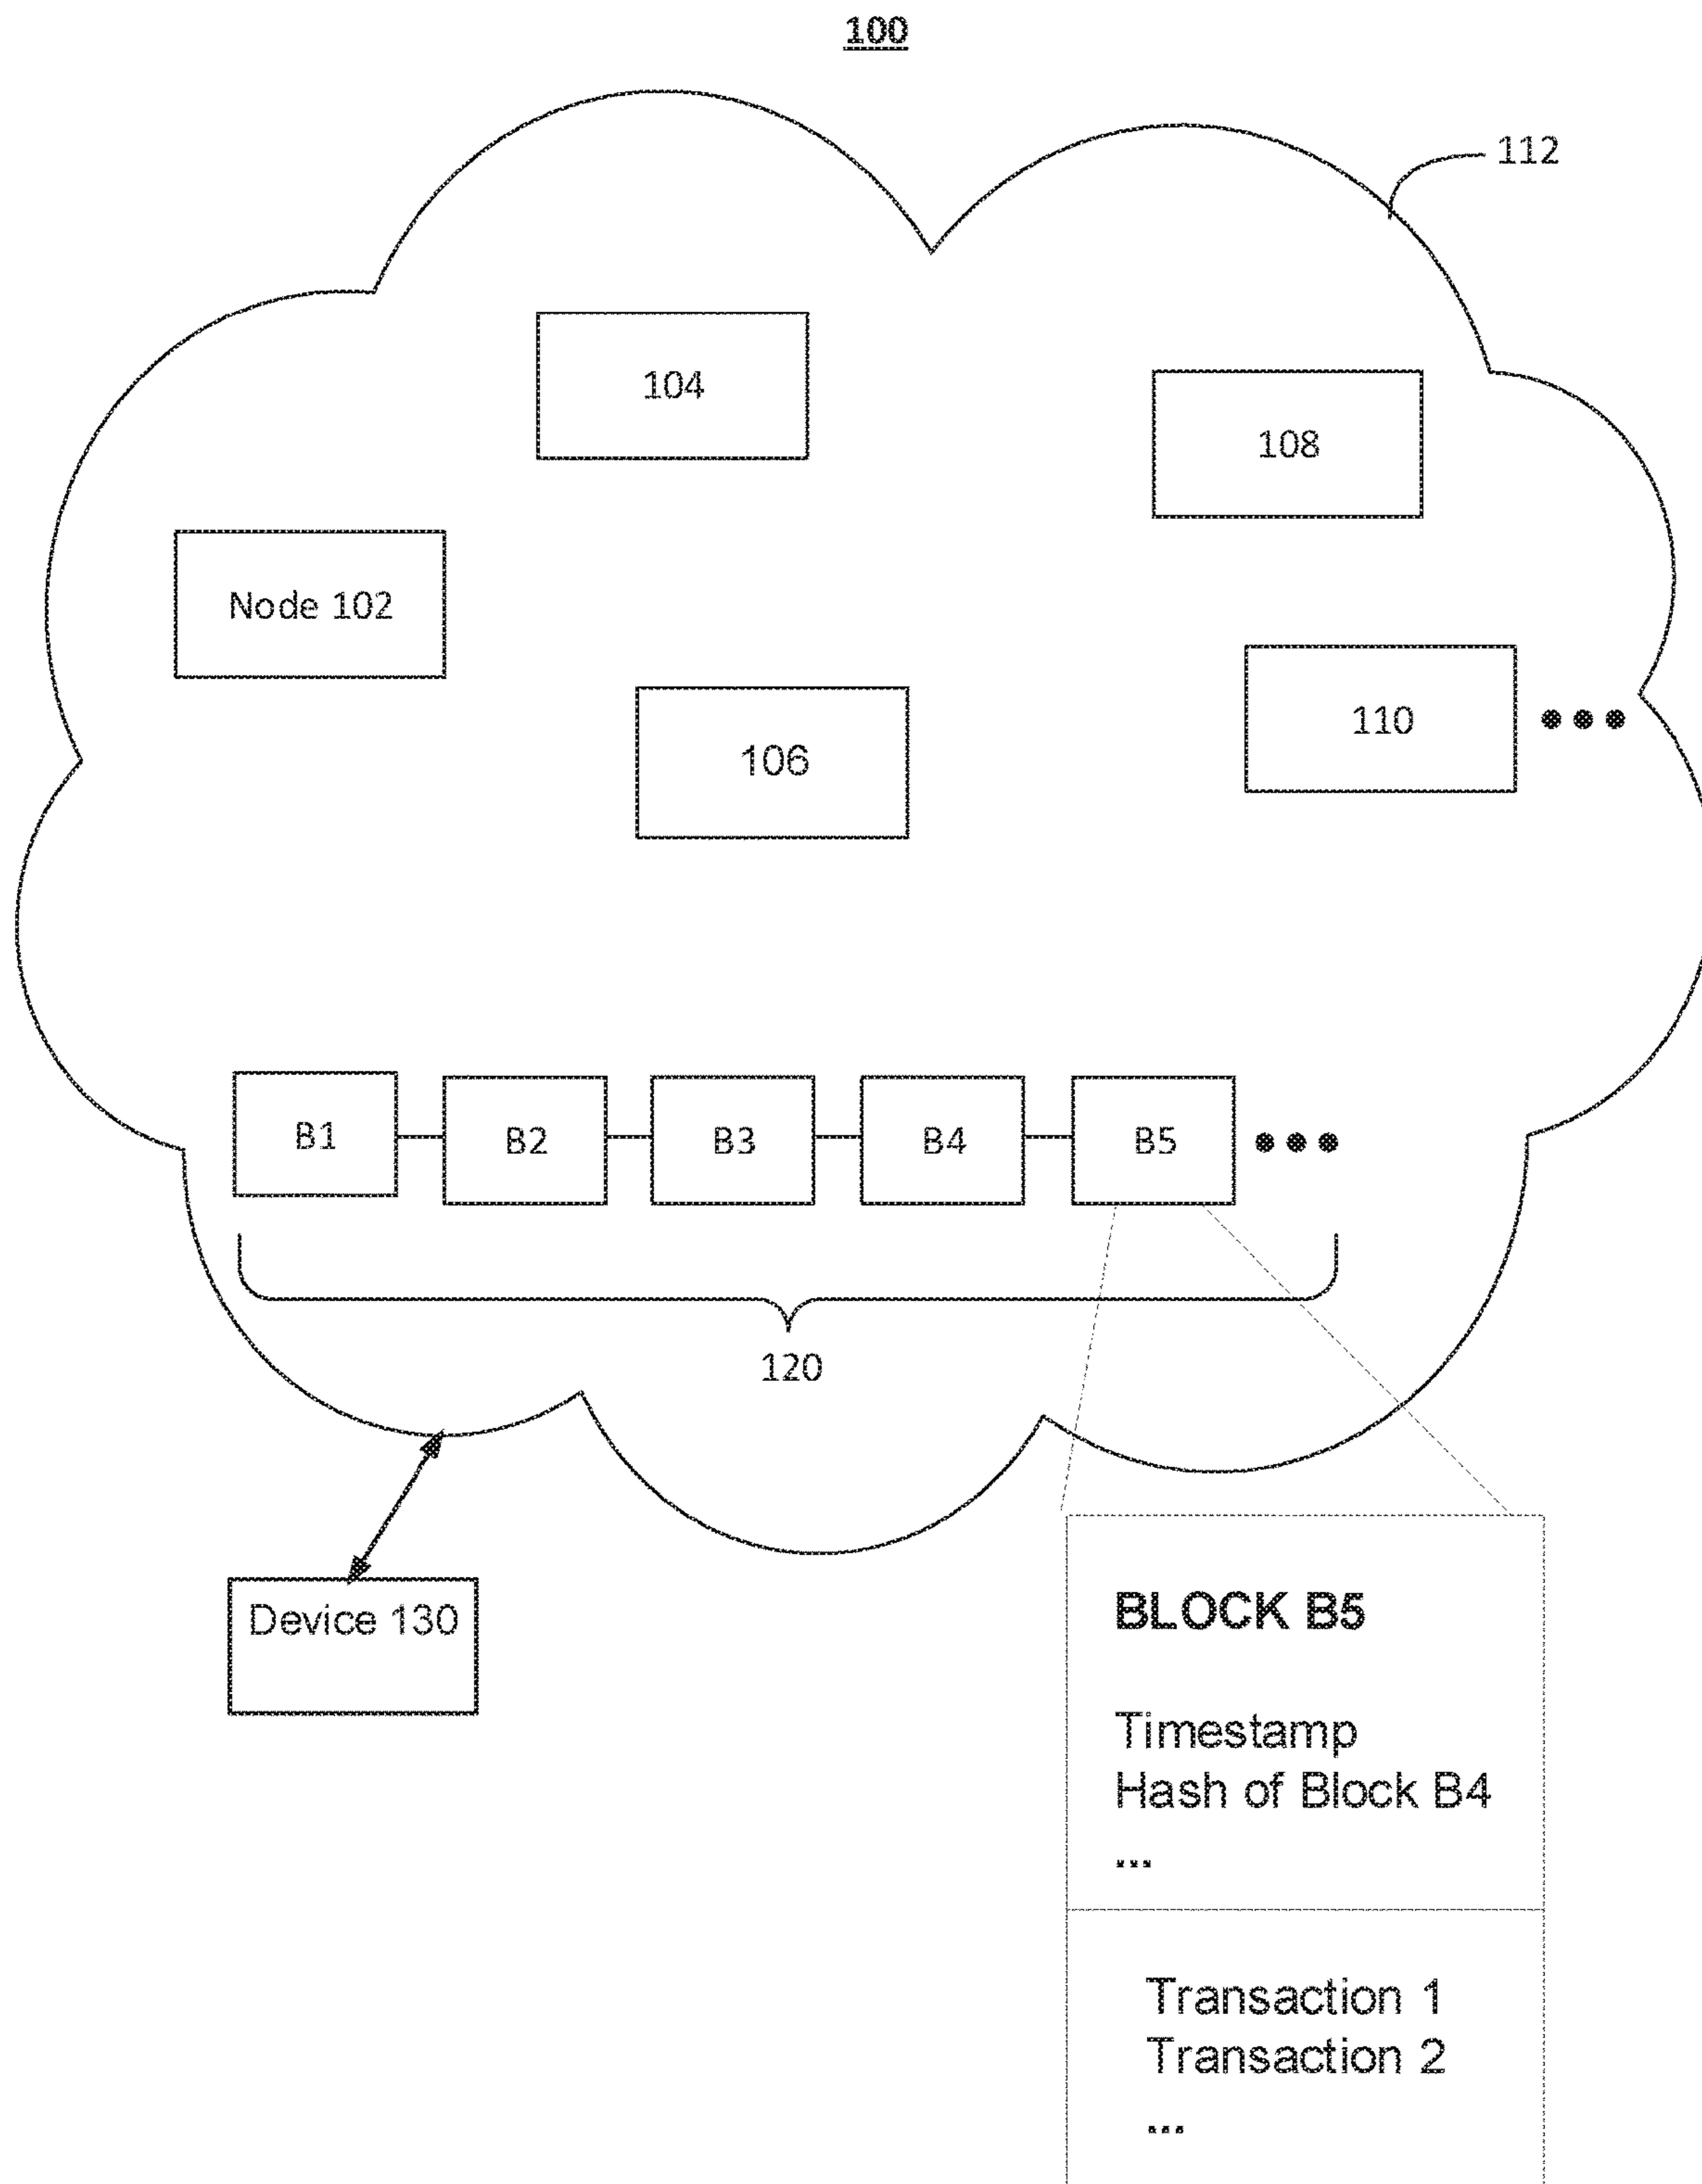 100
112
104
108
Node 102
110
106
B1
B2
B3
B4
B5
120
Device 130
BLOCK B5
Timestamp
Hash of Block B4
...
Transaction 1
Transaction 2
...